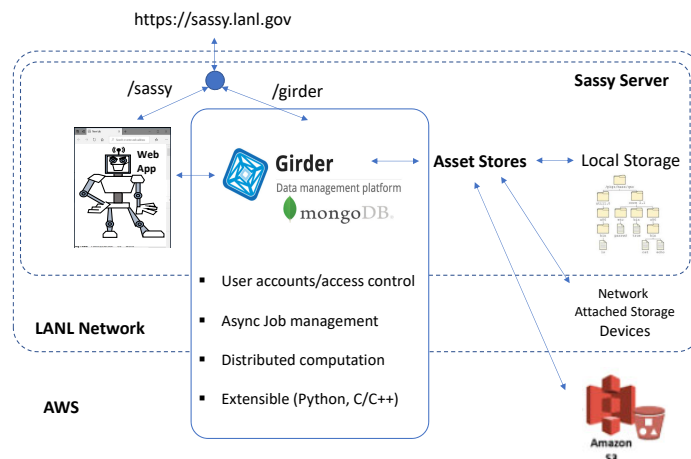 https://sassy.lanl.gov
Sassy Server
/sassy
/girder
Web
App
Girder
Data management platform
mongoDB.
Asset Stores
Local Storage
▪ User accounts/access control
▪ Async Job management
▪ Distributed computation
▪ Extensible (Python, C/C++)
Network
Attached Storage
Devices
LANL Network
AWS
Amazon
S3